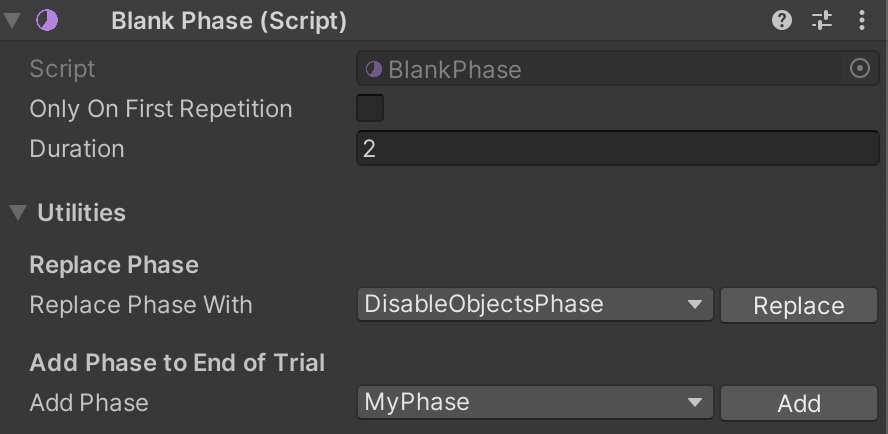 Blank Phase (Script)
Script BlankPhase
Only On First Repetition
Duration 2
Utilities
Replace Phase
Replace Phase With DisableObjectsPhase Replace
Add Phase to End of Trial
Add Phase MyPhase Add